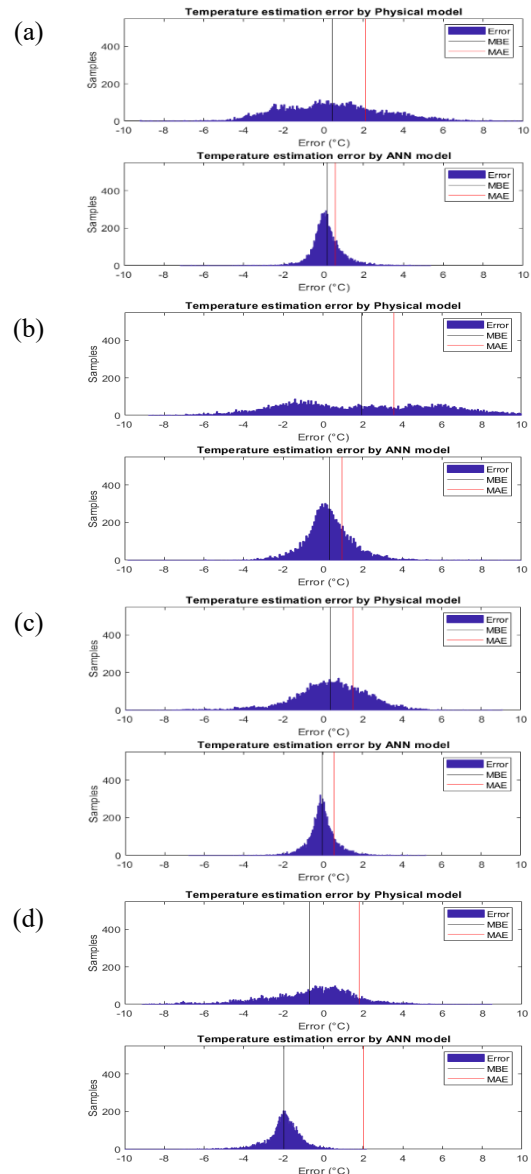 (a)
Temperature estimation error by Physical model
Samples
400
200
0
Error
MBE
MAE
-10 -8 -6 -4 -2 0 2 4 6 8 10
Error (°C)
Temperature estimation error by ANN model
Samples
400
200
0
Error
MBE
MAE
-10 -8 -6 -4 -2 0 2 4 6 8 10
Error (°C)
(b)
Temperature estimation error by Physical model
Samples
400
200
0
Error
MBE
MAE
-10 -8 -6 -4 -2 0 2 4 6 8 10
Error (°C)
Temperature estimation error by ANN model
Samples
400
200
0
Error
MBE
MAE
-10 -8 -6 -4 -2 0 2 4 6 8 10
Error (°C)
(c)
Temperature estimation error by Physical model
Samples
400
200
0
Error
MBE
MAE
-10 -8 -6 -4 -2 0 2 4 6 8 10
Error (°C)
Temperature estimation error by ANN model
Samples
400
200
0
Error
MBE
MAE
-10 -8 -6 -4 -2 0 2 4 6 8 10
Error (°C)
(d)
Temperature estimation error by Physical model
Samples
400
200
0
Error
MBE
MAE
-10 -8 -6 -4 -2 0 2 4 6 8 10
Error (°C)
Temperature estimation error by ANN model
Samples
400
200
0
Error
MBE
MAE
-10 -8 -6 -4 -2 0 2 4 6 8 10
Error (°C)